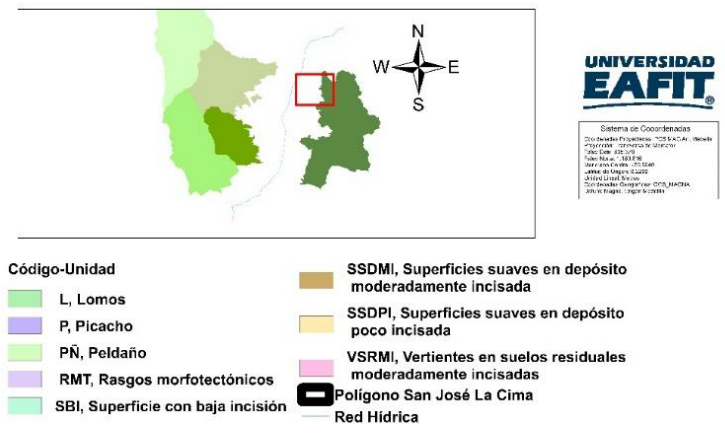 N
W E
S
UNIVERSIDAD
EAFIT
Sistema de Coordenadas
Código-Unidad
L, Lomos
P, Picacho
PÑ, Peldaño
RMT, Rasgos morfotectónicos
SBI, Superficie con baja incisión
SSDMI, Superficies suaves en depósito
moderadamente incisada
SSDPI, Superficies suaves en depósito
poco incisada
VSRMI, Vertientes en suelos residuales
moderadamente incisadas
Polígono San José La Cima
Red Hídrica